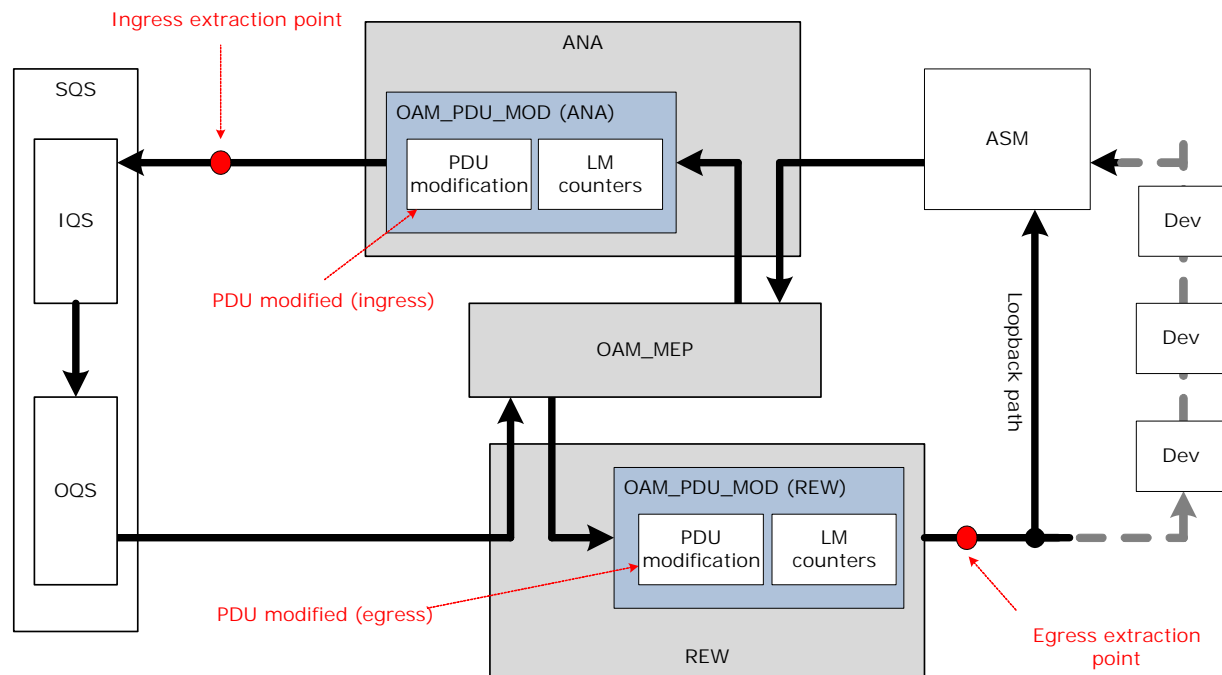 Ingress extraction point
ANA
SQS
OAM_PDU_MOD (ANA)
PDU
modification
LM
counters
ASM
IQS
Dev
PDU modified (ingress)
Dev
OAM_MEP
Loopback path
Dev
OQS
OAM_PDU_MOD (REW)
PDU
modification
LM
counters
PDU modified (egress)
Egress extraction
point
REW